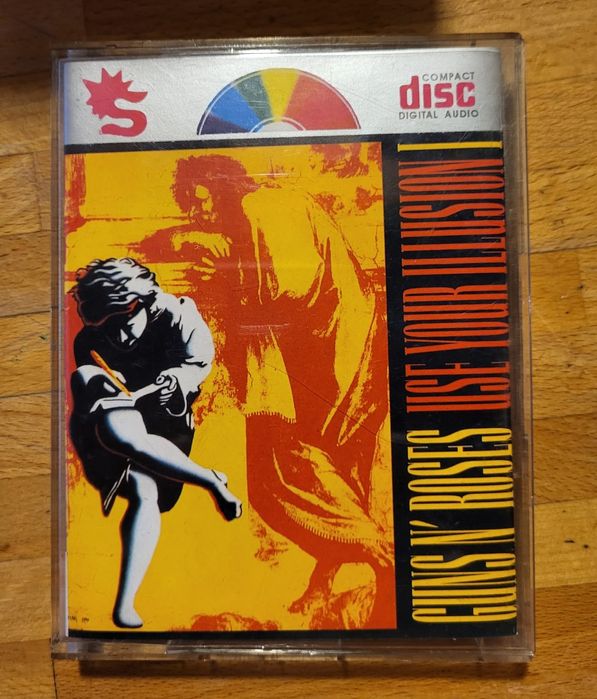 S
COMPACT
disc
DIGITAL AUDIO
GUNS N' ROSES USE YOUR ILLUSION I